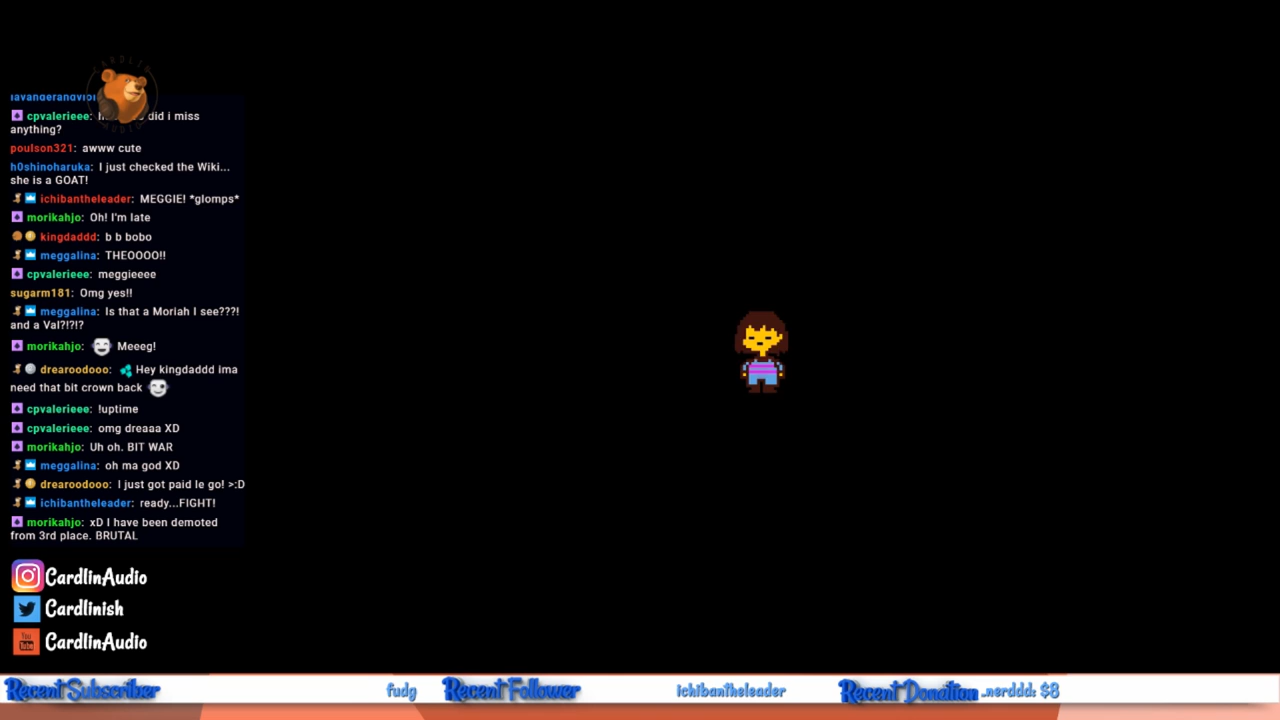 CARDLIN
cpvalerieee: did i miss
anything?
poulson321: awww cute
h0shinoharuka: I just checked the Wiki...
she is a GOAT!
ichibantheleader: MEGGIE! *glomps*
morikahjo: Oh! I'm late
kingdaddd: b b bobo
meggalina: THEOOOO!!
cpvalerieee: meggieeee
sugarm181: Omg yes!!
meggalina: Is that a Moriah I see???!
and a Val?!?!?
morikahjo: Meeeg!
drearoodooo: Hey kingdaddd ima
need that bit crown back
cpvalerieee: !uptime
cpvalerieee: omg dreaaa XD
morikahjo: Uh oh. BIT WAR
meggalina: oh ma god XD
drearoodooo: I just got paid le go! >:D
ichibantheleader: ready...FIGHT!
morikahjo: xD I have been demoted
from 3rd place. BRUTAL
CardlinAudio
Cardlinish
You Tube CardlinAudio
Recent Subscriber fudg Recent Follower ichibantheleader Recent Donation .nerddd: $8